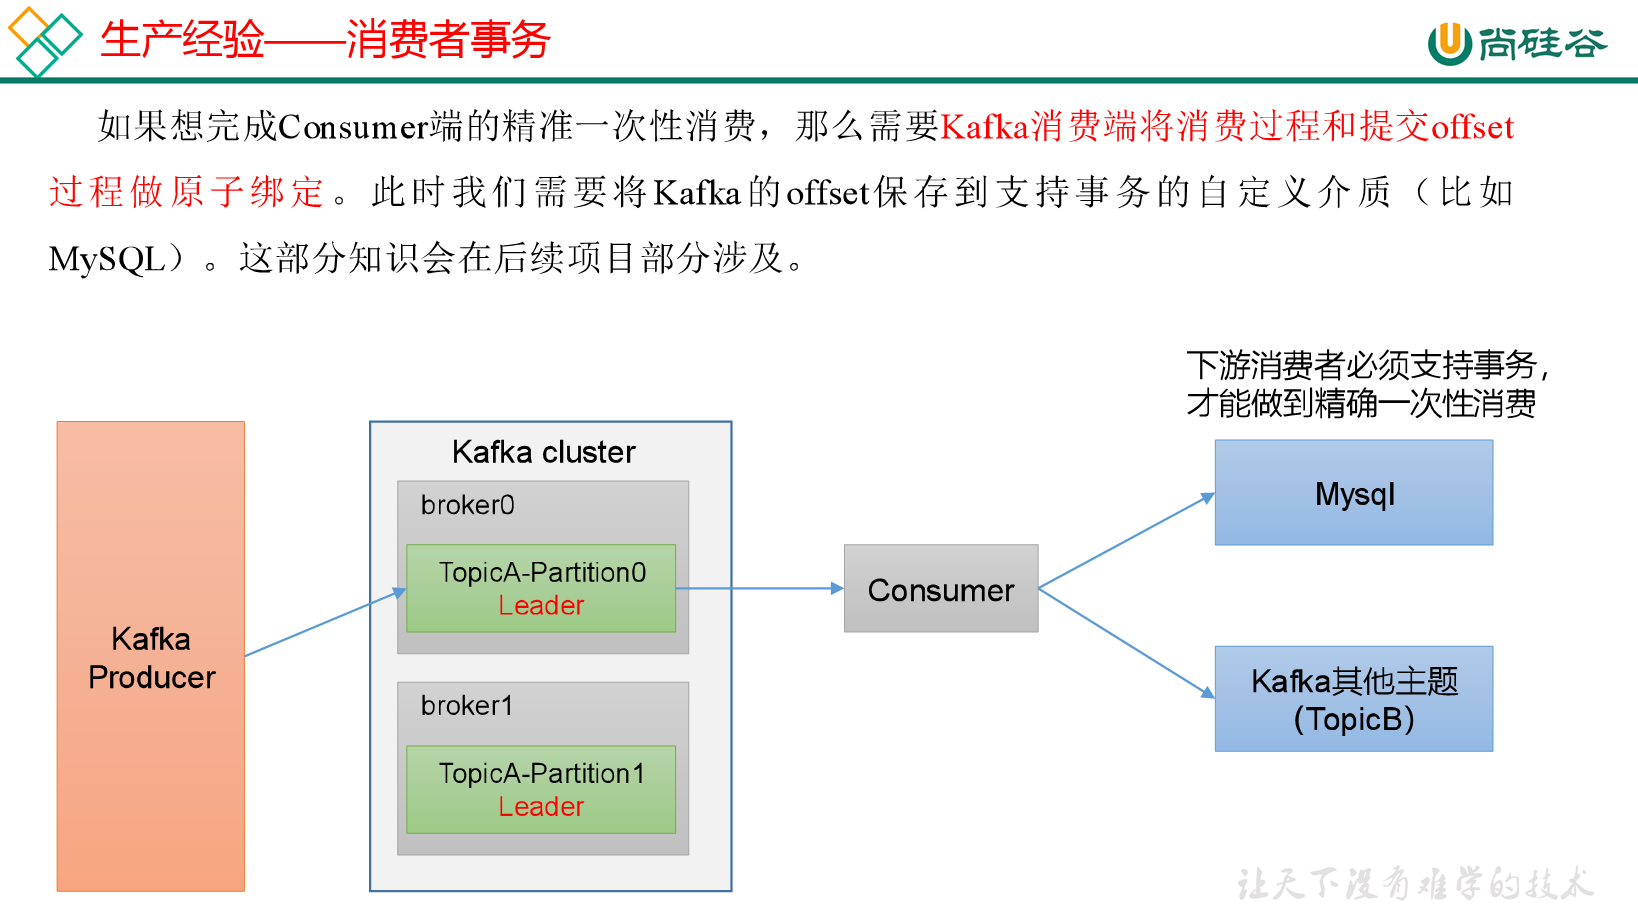 生产经验——消费者事务
尚硅谷
如果想完成Consumer端的精准一次性消费，那么需要Kafka消费端将消费过程和提交offset
过程做原子绑定。此时我们需要将Kafka的offset保存到支持事务的自定义介质（比如
MySQL）。这部分知识会在后续项目部分涉及。
下游消费者必须支持事务，
才能做到精确一次性消费
Kafka cluster
broker0
TopicA-Partition0
Leader
broker1
TopicA-Partition1
Leader
Kafka
Producer
Consumer
Mysql
Kafka其他主题
（TopicB）
让天下没有难学的技术